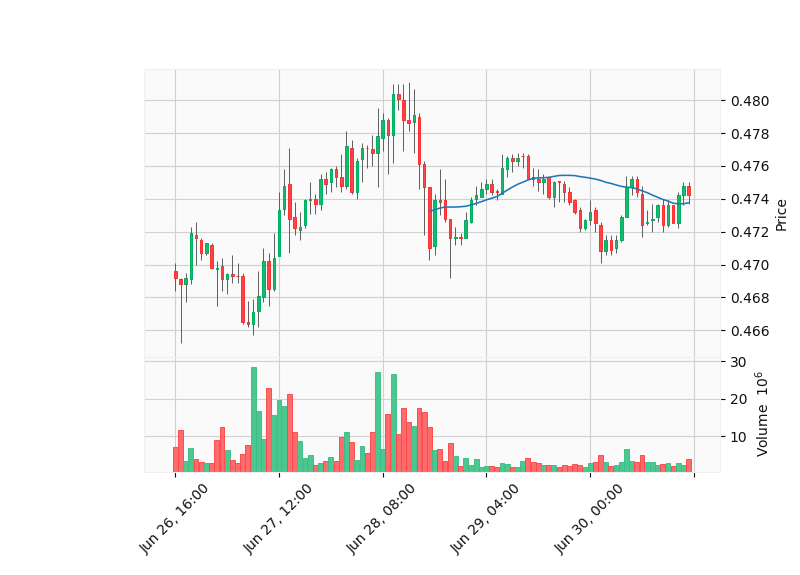 0.480
0.478
0.476
0.474
0.472
0.470
0.468
0.466
Price
30
20
10
Volume 10⁶
Jun 26, 16:00
Jun 27, 12:00
Jun 28, 08:00
Jun 29, 04:00
Jun 30, 00:00